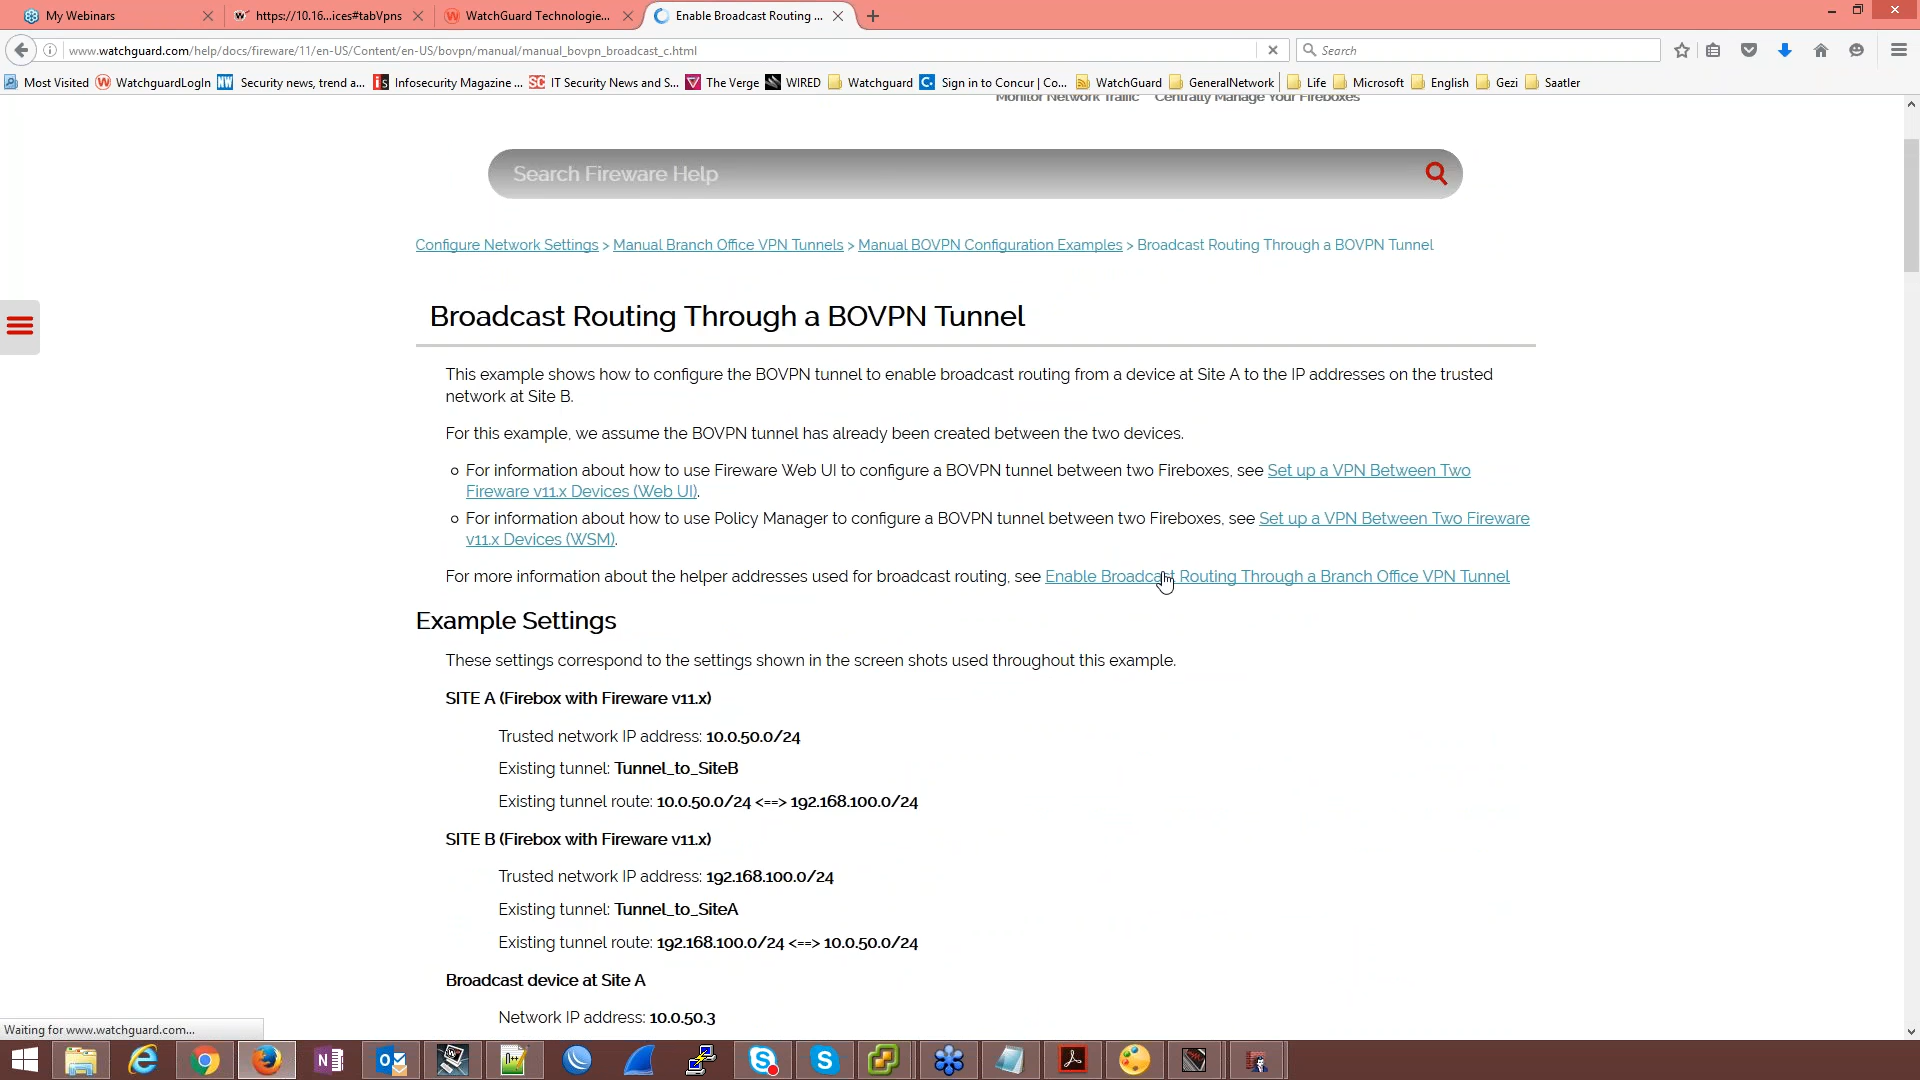 My Webinars
https://10.16...ices#tabVpns
WatchGuard Technologie...
Enable Broadcast Routing ...
www.watchguard.com/help/docs/fireware/11/en-US/Content/en-US/bovpn/manual/manual_bovpn_broadcast_c.html
Search
Most Visited
WatchguardLogIn
Security news, trend a...
Infosecurity Magazine ...
IT Security News and S...
The Verge
WIRED
Watchguard
Sign in to Concur | Co...
WatchGuard
GeneralNetwork
Life
Microsoft
English
Gezi
Saatler
Monitor Network Traffic Centrally Manage Your Fireboxes
Search Fireware Help
Configure Network Settings > Manual Branch Office VPN Tunnels > Manual BOVPN Configuration Examples > Broadcast Routing Through a BOVPN Tunnel
Broadcast Routing Through a BOVPN Tunnel
This example shows how to configure the BOVPN tunnel to enable broadcast routing from a device at Site A to the IP addresses on the trusted
network at Site B.
For this example, we assume the BOVPN tunnel has already been created between the two devices.
For information about how to use Fireware Web UI to configure a BOVPN tunnel between two Fireboxes, see Set up a VPN Between Two
Fireware v11.x Devices (Web UI).
For information about how to use Policy Manager to configure a BOVPN tunnel between two Fireboxes, see Set up a VPN Between Two Fireware
v11.x Devices (WSM).
For more information about the helper addresses used for broadcast routing, see Enable Broadcast Routing Through a Branch Office VPN Tunnel
Example Settings
These settings correspond to the settings shown in the screen shots used throughout this example.
SITE A (Firebox with Fireware v11.x)
Trusted network IP address: 10.0.50.0/24
Existing tunnel: Tunnel_to_SiteB
Existing tunnel route: 10.0.50.0/24 <==> 192.168.100.0/24
SITE B (Firebox with Fireware v11.x)
Trusted network IP address: 192.168.100.0/24
Existing tunnel: Tunnel_to_SiteA
Existing tunnel route: 192.168.100.0/24 <==> 10.0.50.0/24
Broadcast device at Site A
Network IP address: 10.0.50.3
Waiting for www.watchguard.com...